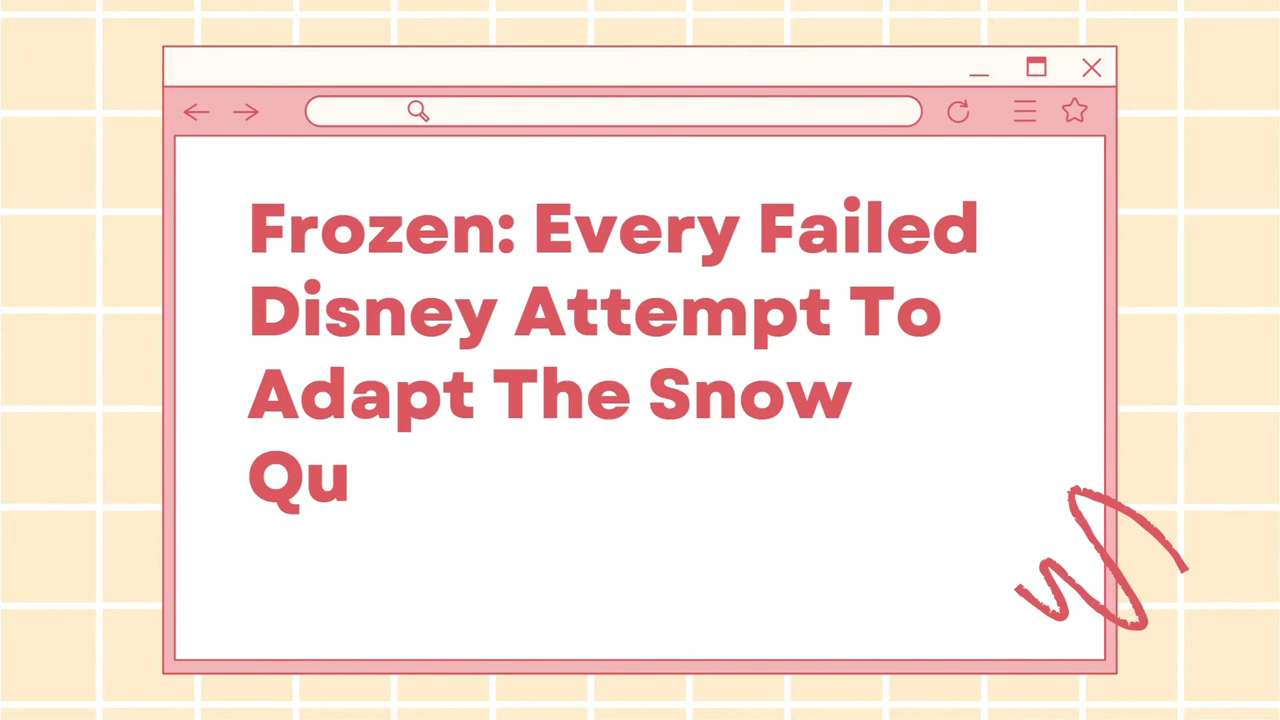 Frozen: Every Failed
Disney Attempt To
Adapt The Snow
Qu